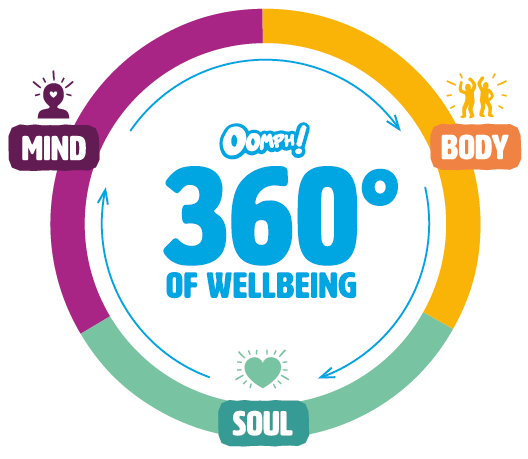 MIND
BODY
Oomph!
360°
OF WELLBEING
SOUL